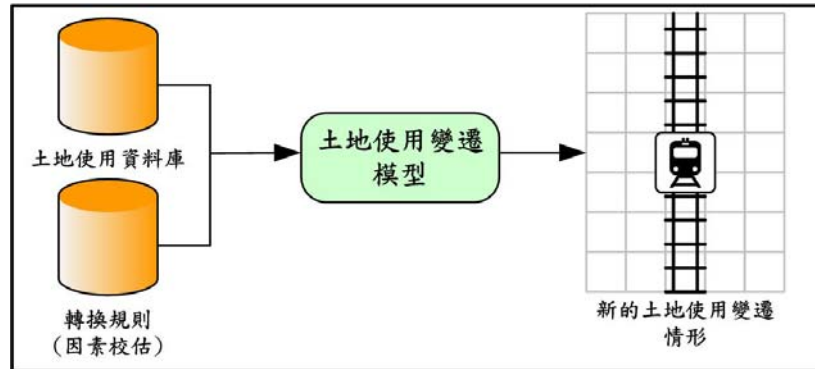 土地使用資料庫
轉換規則
(因素校估)
土地使用變遷
模型
新的土地使用變遷
情形